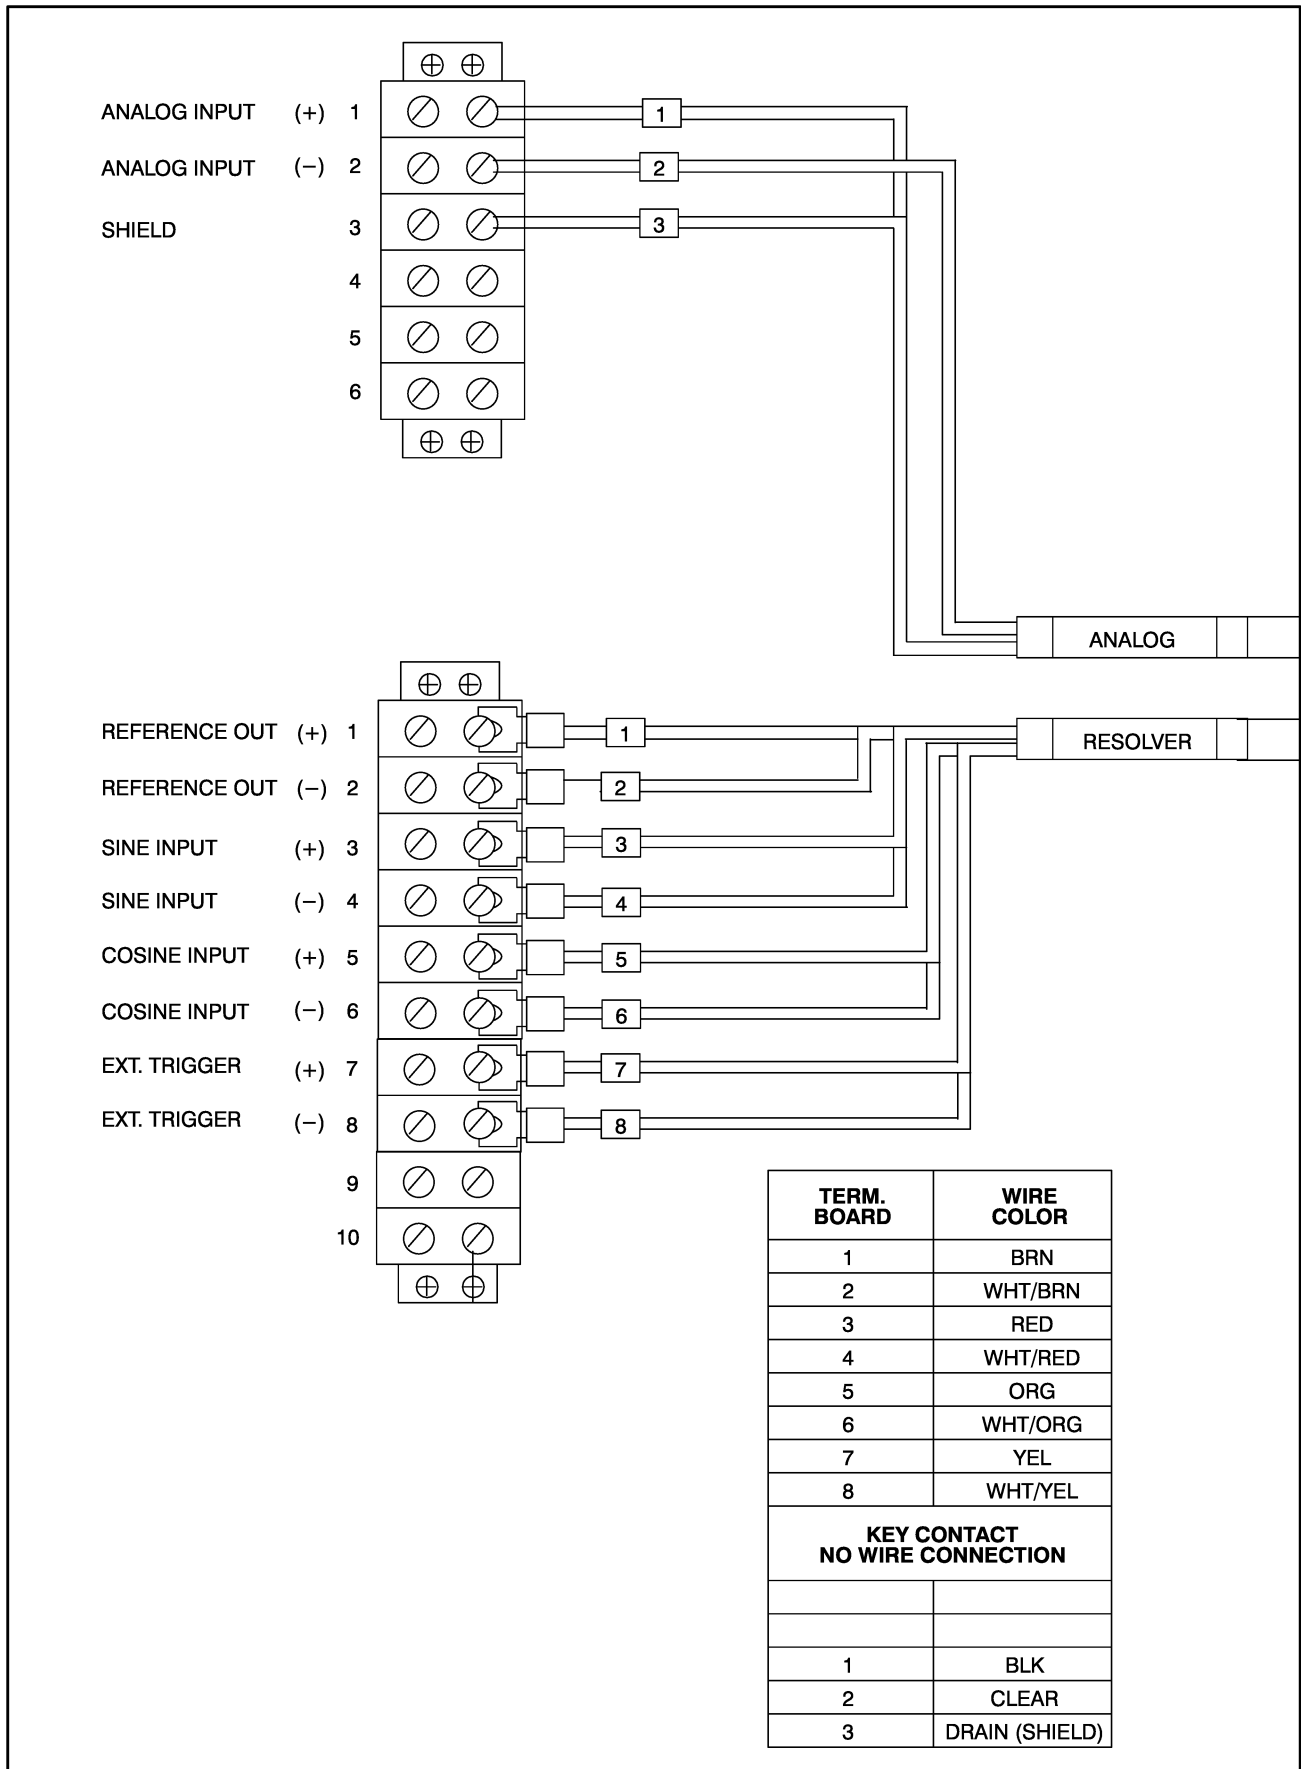 ANALOG INPUT (+) 1
1
ANALOG INPUT (−) 2
2
SHIELD 3
3
4
5
6
ANALOG
REFERENCE OUT (+) 1
1
RESOLVER
REFERENCE OUT (−) 2
2
SINE INPUT (+) 3
3
SINE INPUT (−) 4
4
COSINE INPUT (+) 5
5
COSINE INPUT (−) 6
6
EXT. TRIGGER (+) 7
7
EXT. TRIGGER (−) 8
8
9
10
TERM. BOARD WIRE COLOR
1 BRN
2 WHT/BRN
3 RED
4 WHT/RED
5 ORG
6 WHT/ORG
7 YEL
8 WHT/YEL
KEY CONTACT
NO WIRE CONNECTION
1 BLK
2 CLEAR
3 DRAIN (SHIELD)